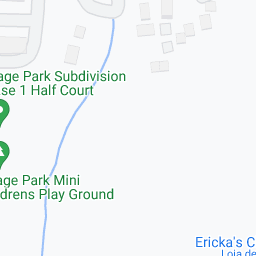 age Park Subdivision
se 1 Half Court
age Park Mini
drens Play Ground
Ericka's C
Loja de